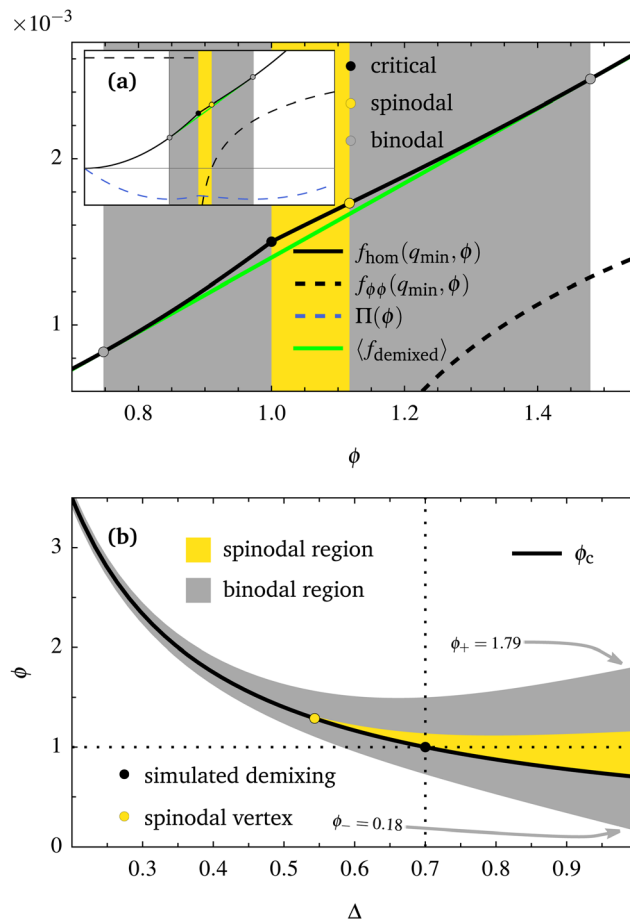 ×10⁻³
(a)
critical
spinodal
binodal
2
f_hom(q_min, ϕ)
f_ϕϕ(q_min, ϕ)
Π(ϕ)
⟨f_demixed⟩
1
0.8 1.0 1.2 1.4
ϕ
(b)
spinodal region
binodal region
ϕ_c
3
ϕ₊ = 1.79
2
ϕ
1
simulated demixing
spinodal vertex
ϕ₋ = 0.18
0
0.3 0.4 0.5 0.6 0.7 0.8 0.9
Δ